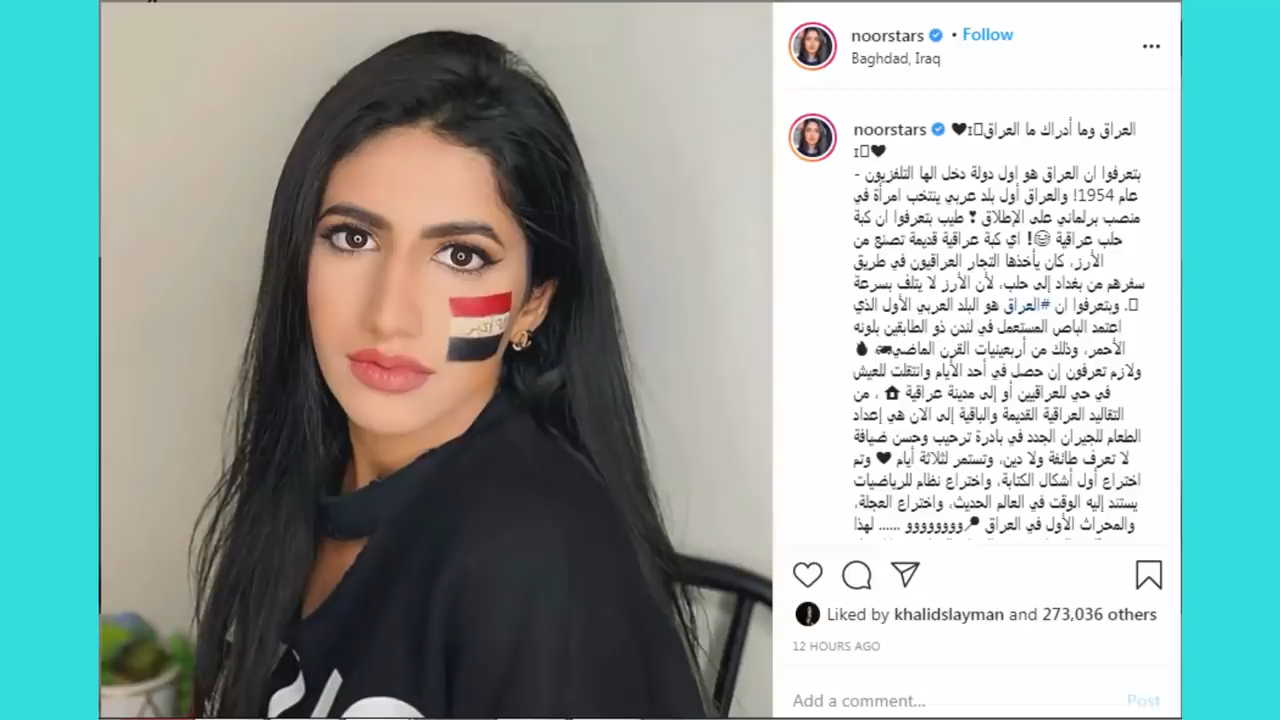 noorstars • Follow
Baghdad, Iraq
noorstars العراق وما أدراك ما العراق
بتعرفوا ان العراق هو اول دولة دخل الها التلفزيون -
عام 1954! والعراق أول بلد عربي ينتخب امرأة في
منصب برلماني على الإطلاق ❣ طيب بتعرفوا ان كبة
حلب عراقية 😄! اي كبة عراقية قديمة تصنع من
الأرز، كان يأخذها التجار العراقيون في طريق
سفرهم من بغداد إلى حلب، لأن الأرز لا يتلف بسرعة
. وبتعرفوا ان #العراق هو البلد العربي الأول الذي
اعتمد الباص المستعمل في لندن ذو الطابقين بلونه
الأحمر، وذلك من أربعينيات القرن الماضي
ولازم تعرفون إن حصل في أحد الأيام وانتقلت للعيش
في حي للعراقيين أو إلى مدينة عراقية ، من
التقاليد العراقية القديمة والباقية إلى الان هي إعداد
الطعام للجيران الجدد في بادرة ترحيب وحسن ضيافة
لا تعرف طائفة ولا دين، وتستمر لثلاثة أيام ♥ وتم
اختراع أول أشكال الكتابة، واختراع نظام للرياضيات
يستند إليه الوقت في العالم الحديث، واختراع العجلة،
والمحراث الأول في العراق وووووووو ...... لهذا
Liked by khalidslayman and 273,036 others
12 HOURS AGO
Add a comment... Post